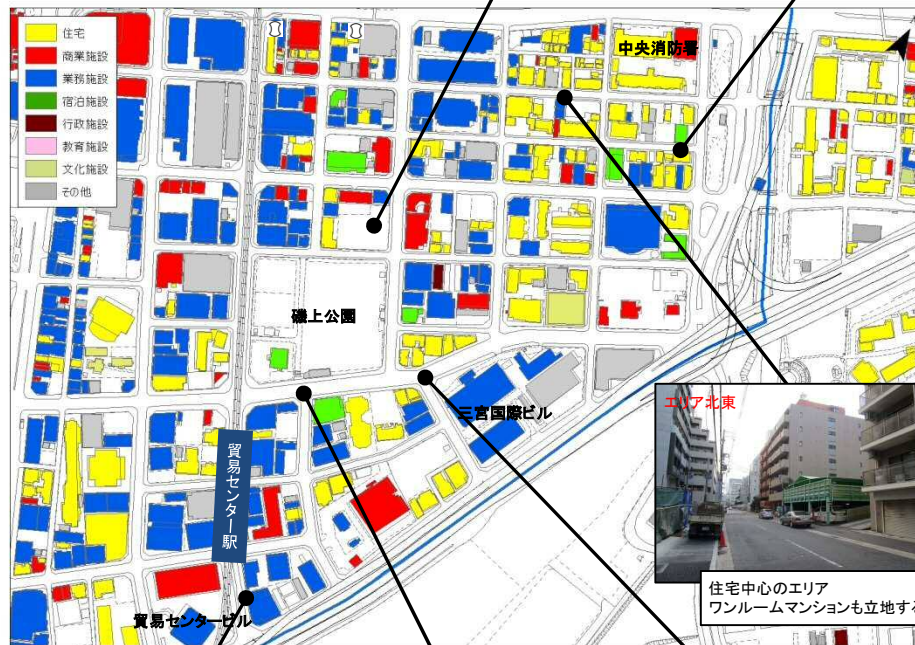 住宅
商業施設
業務施設
宿泊施設
行政施設
教育施設
文化施設
その他
中央消防署
磯上公園
三宮国際ビル
貿易センター駅
貿易センタービル
エリア北東
住宅中心のエリア
ワンルームマンションも立地する